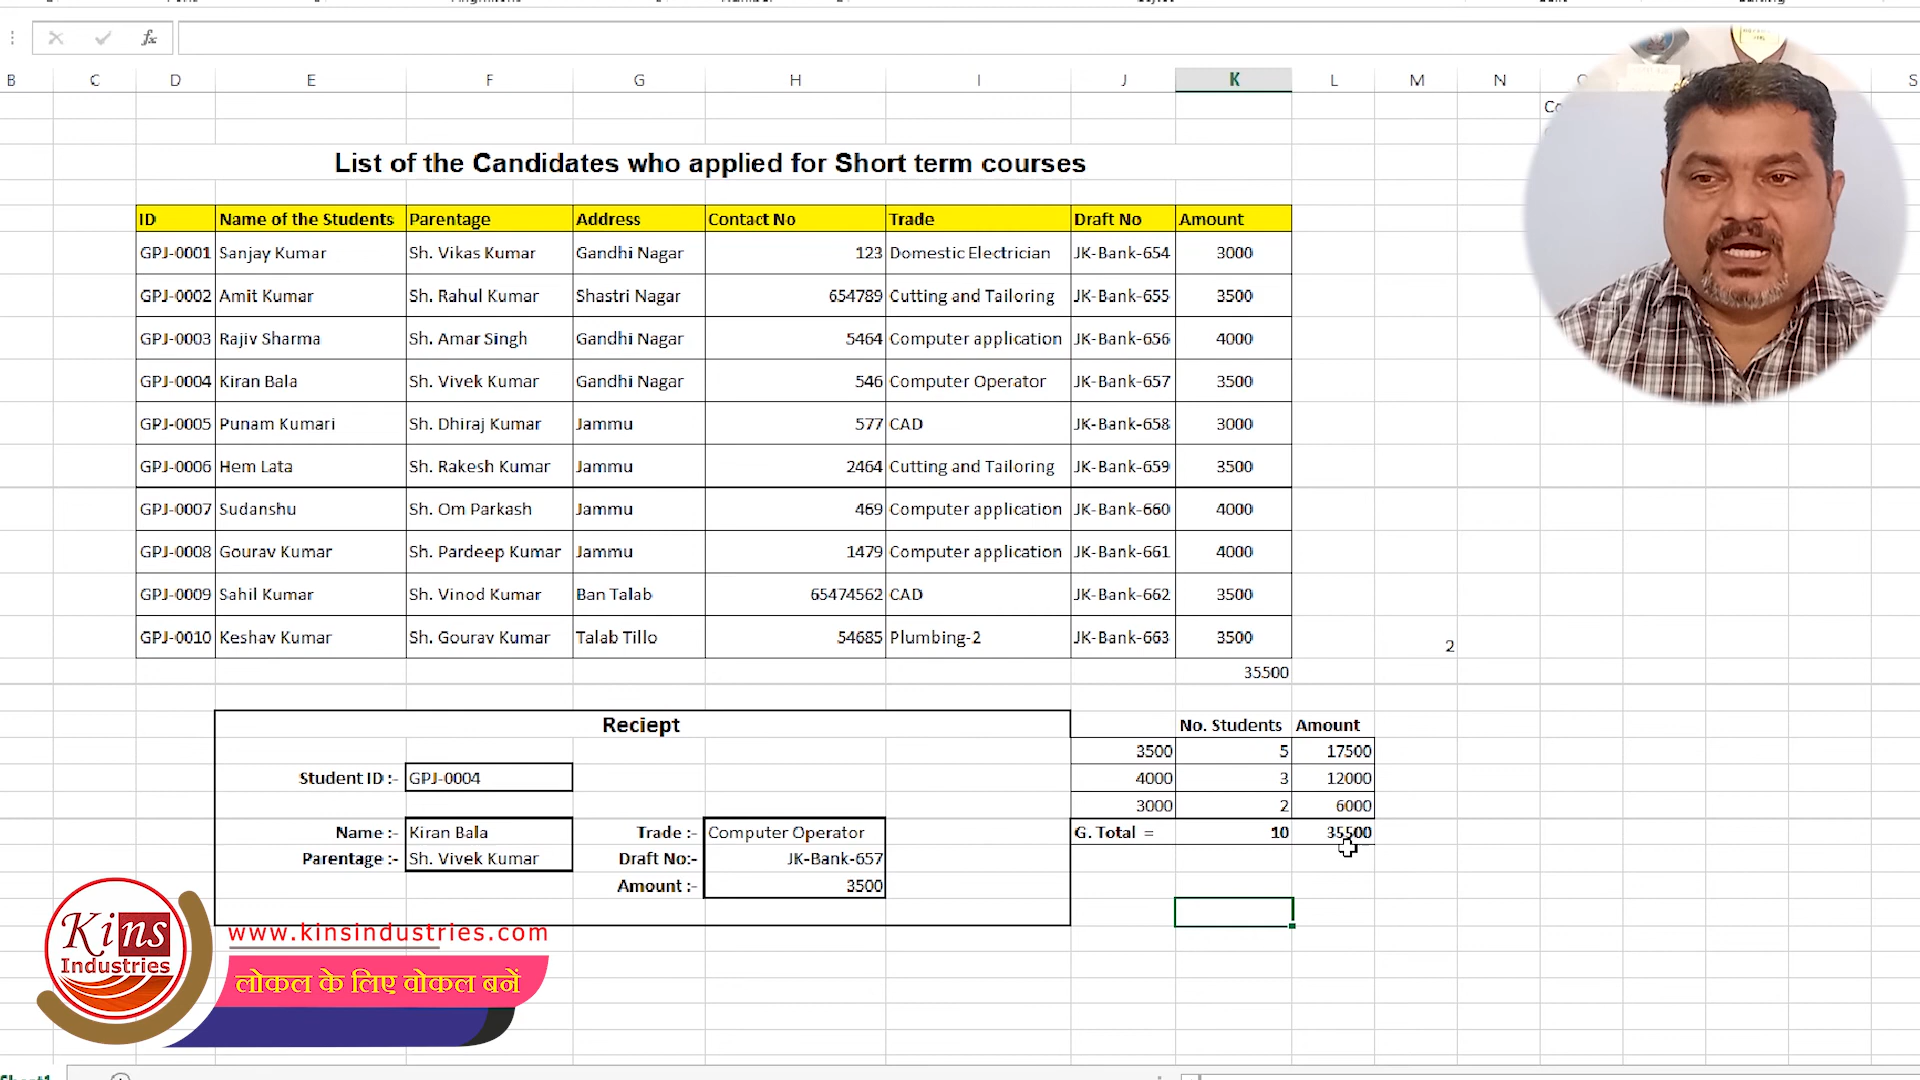 B C D E F G H I J K L M N
List of the Candidates who applied for Short term courses
ID Name of the Students Parentage Address Contact No Trade Draft No Amount
GPJ-0001 Sanjay Kumar Sh. Vikas Kumar Gandhi Nagar 123 Domestic Electrician JK-Bank-654 3000
GPJ-0002 Amit Kumar Sh. Rahul Kumar Shastri Nagar 654789 Cutting and Tailoring JK-Bank-655 3500
GPJ-0003 Rajiv Sharma Sh. Amar Singh Gandhi Nagar 5464 Computer application JK-Bank-656 4000
GPJ-0004 Kiran Bala Sh. Vivek Kumar Gandhi Nagar 546 Computer Operator JK-Bank-657 3500
GPJ-0005 Punam Kumari Sh. Dhiraj Kumar Jammu 577 CAD JK-Bank-658 3000
GPJ-0006 Hem Lata Sh. Rakesh Kumar Jammu 2464 Cutting and Tailoring JK-Bank-659 3500
GPJ-0007 Sudanshu Sh. Om Parkash Jammu 469 Computer application JK-Bank-660 4000
GPJ-0008 Gourav Kumar Sh. Pardeep Kumar Jammu 1479 Computer application JK-Bank-661 4000
GPJ-0009 Sahil Kumar Sh. Vinod Kumar Ban Talab 65474562 CAD JK-Bank-662 3500
GPJ-0010 Keshav Kumar Sh. Gourav Kumar Talab Tillo 54685 Plumbing-2 JK-Bank-663 3500
2
35500
Reciept
Student ID :- GPJ-0004
Name :- Kiran Bala Trade :- Computer Operator
Parentage :- Sh. Vivek Kumar Draft No:- JK-Bank-657
Amount :- 3500
No. Students Amount
3500 5 17500
4000 3 12000
3000 2 6000
G. Total = 10 35500
Kins
Industries
www.kinsindustries.com
लोकल के लिए वोकल बनें